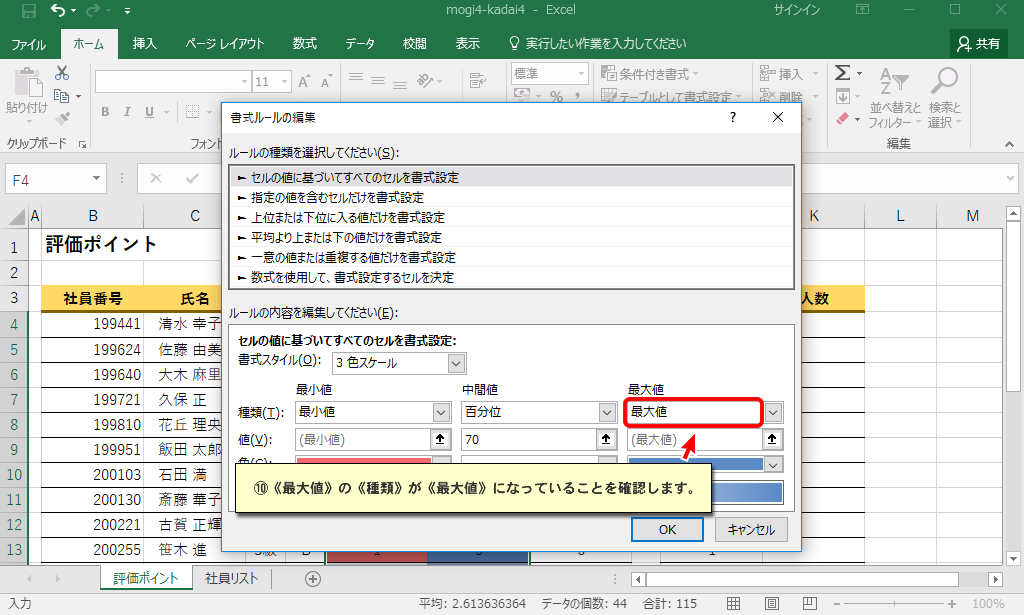 mogi4-kadai4 - Excel
サインイン
ファイル ホーム 挿入 ページ レイアウト 数式 データ 校閲 表示 実行したい作業を入力してください 共有
11
標準
条件付き書式
挿入
Σ
貼り付け
B I U
% ,
テーブルとして書式設定
削除
並べ替えと
フィルター
検索と
選択
クリップボード
フォント
編集
F4
書式ルールの編集
? ×
ルールの種類を選択してください(S):
► セルの値に基づいてすべてのセルを書式設定
► 指定の値を含むセルだけを書式設定
► 上位または下位に入る値だけを書式設定
► 平均より上または下の値だけを書式設定
► 一意の値または重複する値だけを書式設定
► 数式を使用して、書式設定するセルを決定
ルールの内容を編集してください(E):
セルの値に基づいてすべてのセルを書式設定:
書式スタイル(O): 3 色スケール
最小値 中間値 最大値
種類(T): 最小値 百分位 最大値
値(V): (最小値) 70 (最大値)
⑩《最大値》の《種類》が《最大値》になっていることを確認します。
OK キャンセル
A B C K L M
1 評価ポイント
2
3 社員番号 氏名 人数
4 199441 清水 幸子
5 199624 佐藤 由美
6 199640 大木 麻里
7 199721 久保 正
8 199810 花丘 理央
9 199951 飯田 太郎
10 200103 石田 満
11 200130 斎藤 華子
12 200221 古賀 正輝
13 200255 笹木 進
評価ポイント 社員リスト
入力
平均: 2.613636364 データの個数: 44 合計: 115
100%